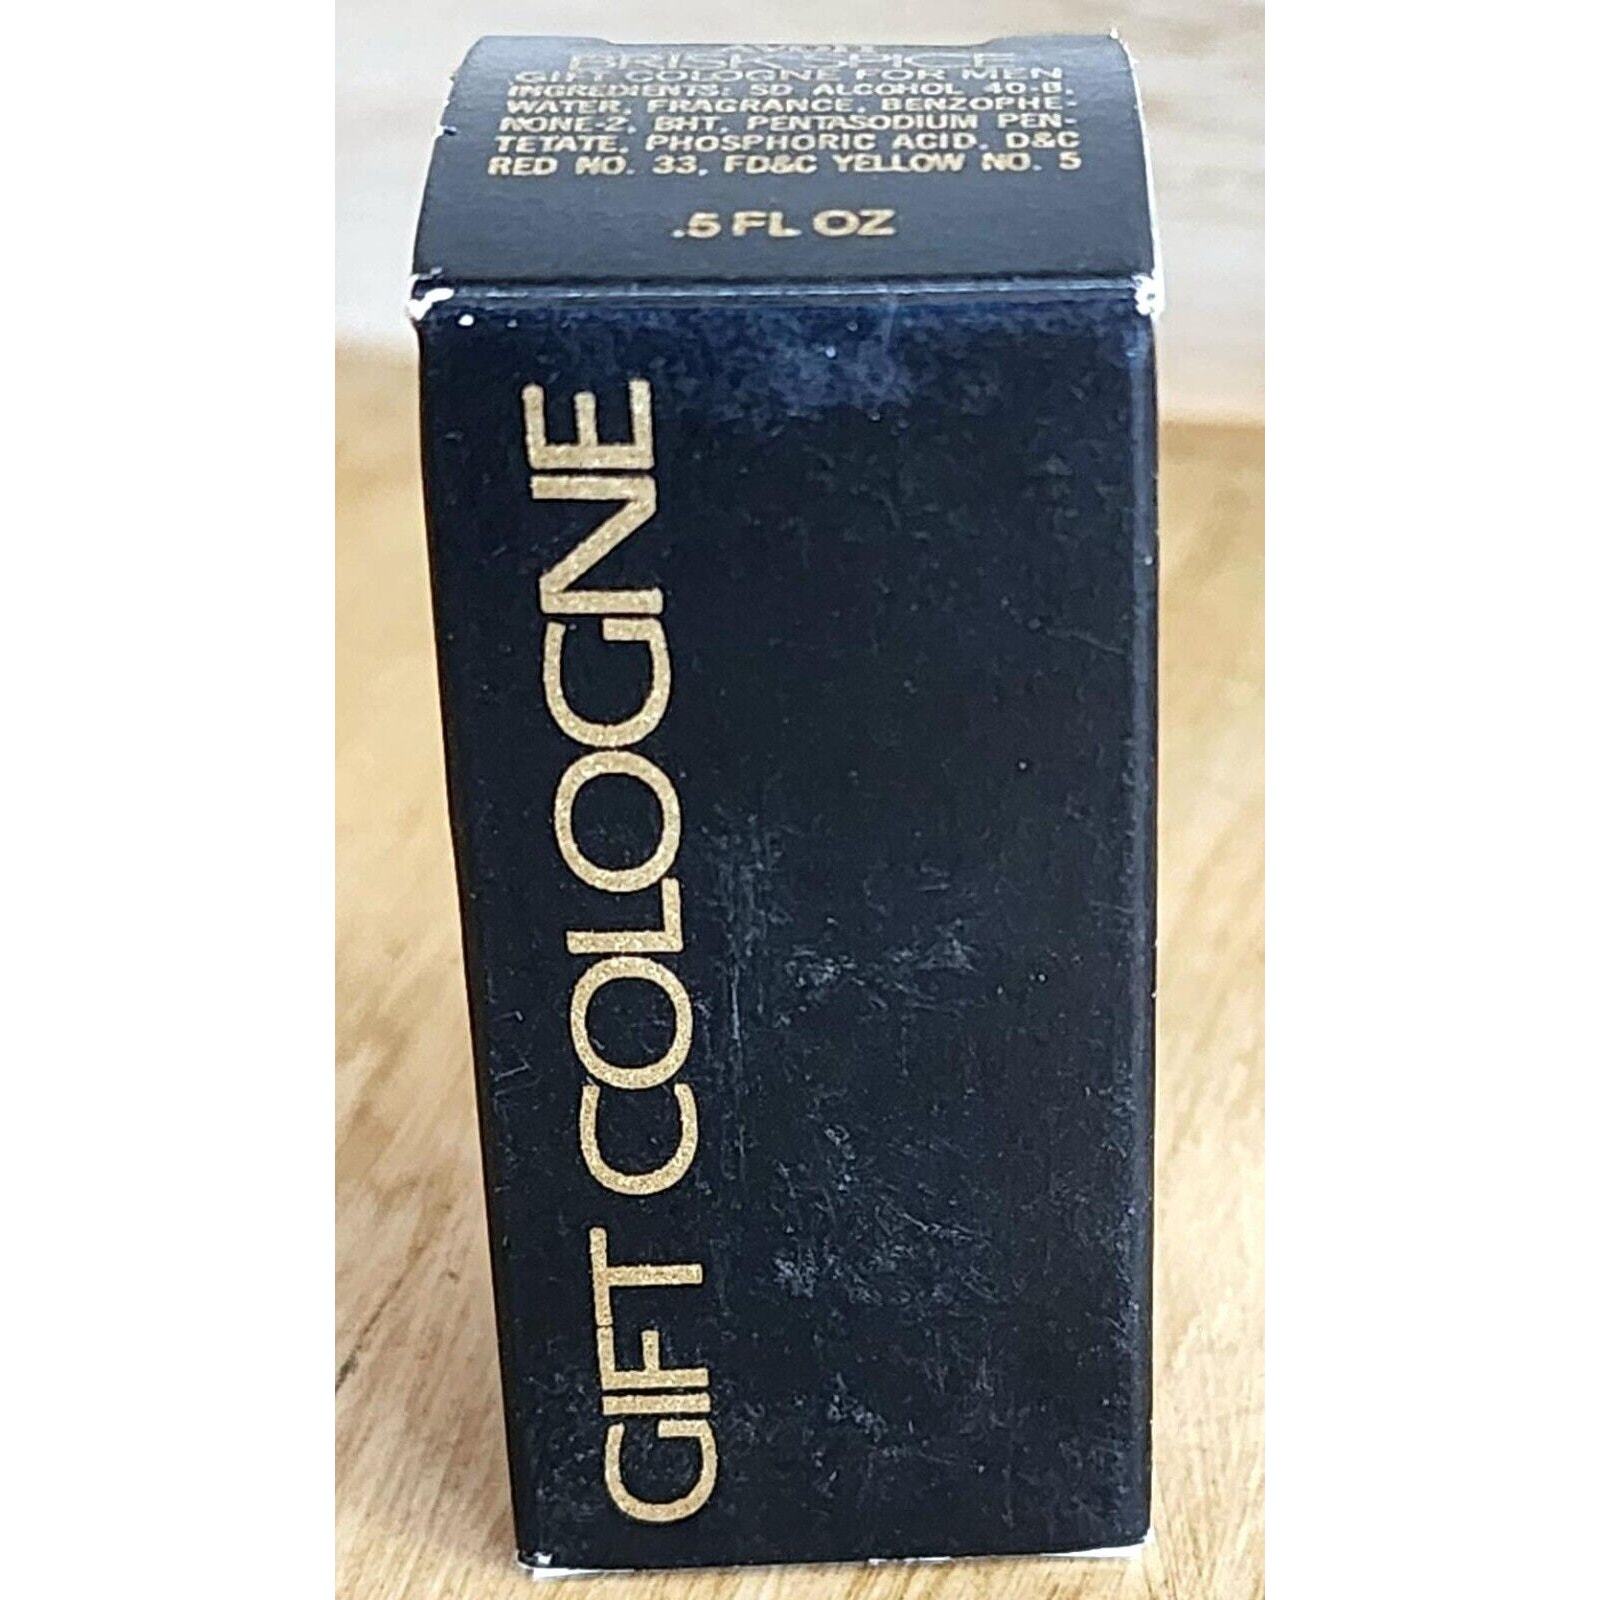 AVON
BRISK SPICE
GIFT COLOGNE FOR MEN
INGREDIENTS: SD ALCOHOL 40-B,
WATER, FRAGRANCE, BENZOPHE-
NONE-2, BHT, PENTASODIUM PEN-
TETATE, PHOSPHORIC ACID, D&C
RED NO. 33, FD&C YELLOW NO. 5
.5 FL OZ
GIFT COLOGNE